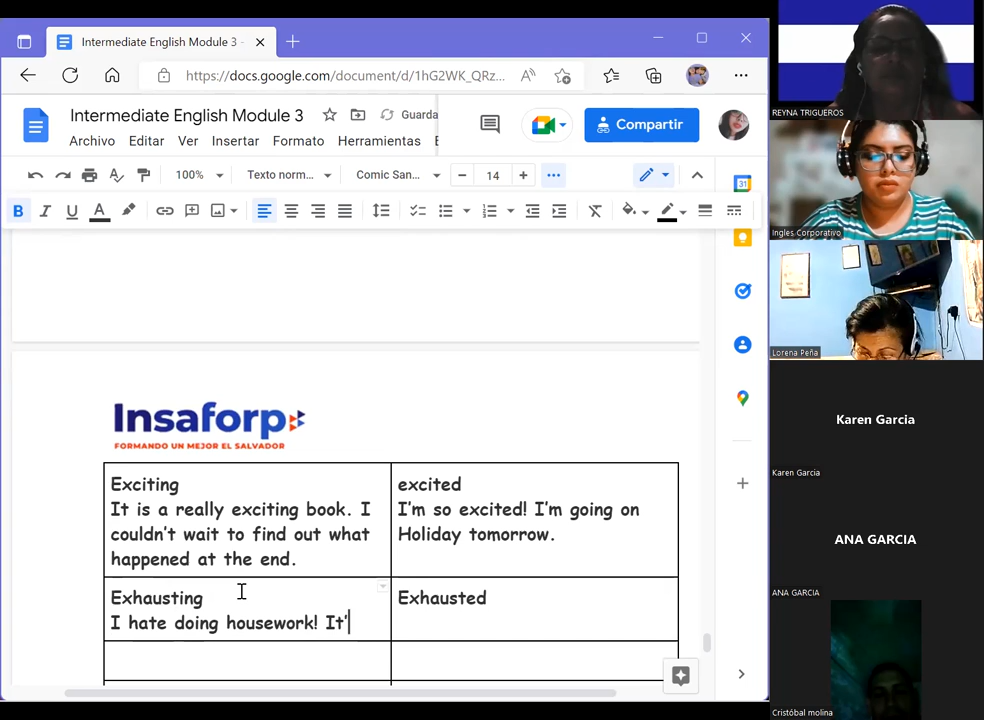 Intermediate English Module 3 -
https://docs.google.com/document/d/1hG2WK_QRz...
Intermediate English Module 3
Guarda
Archivo Editar Ver Insertar Formato Herramientas E
Compartir
100% Texto norm... Comic San... 14
Insaforp
FORMANDO UN MEJOR EL SALVADOR
Exciting
It is a really exciting book. I
couldn't wait to find out what
happened at the end.
excited
I'm so excited! I'm going on
Holiday tomorrow.
Exhausting
I hate doing housework! It'
Exhausted
REYNA TRIGUEROS
Ingles Corporativo
Lorena Peña
Karen Garcia
Karen Garcia
ANA GARCIA
ANA GARCIA
Cristóbal molina